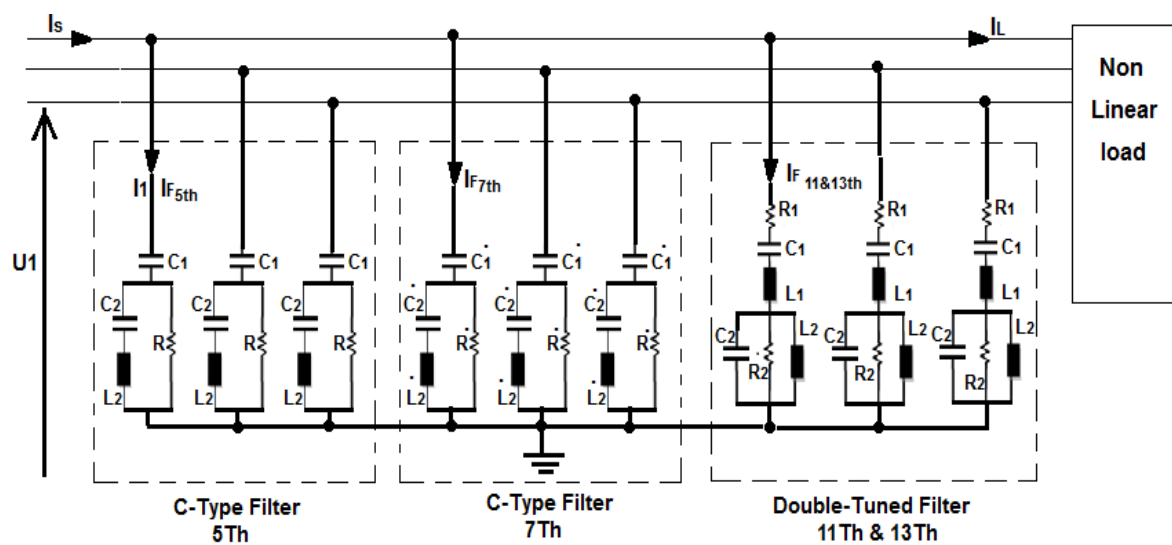 IS
IL
Non
Linear
load
U1
I1 IF5th
IF7th
IF 11&13th
R1
R1
R1
C1
C1
C1
C1
C1
C1
C1
C1
C1
L1
L1
L1
C2
C2
C2
R
R
R
L2
L2
L2
C2
C2
C2
R
R
R
L2
L2
L2
C2
C2
C2
R2
R2
R2
L2
L2
L2
C-Type Filter
5Th
C-Type Filter
7Th
Double-Tuned Filter
11Th & 13Th